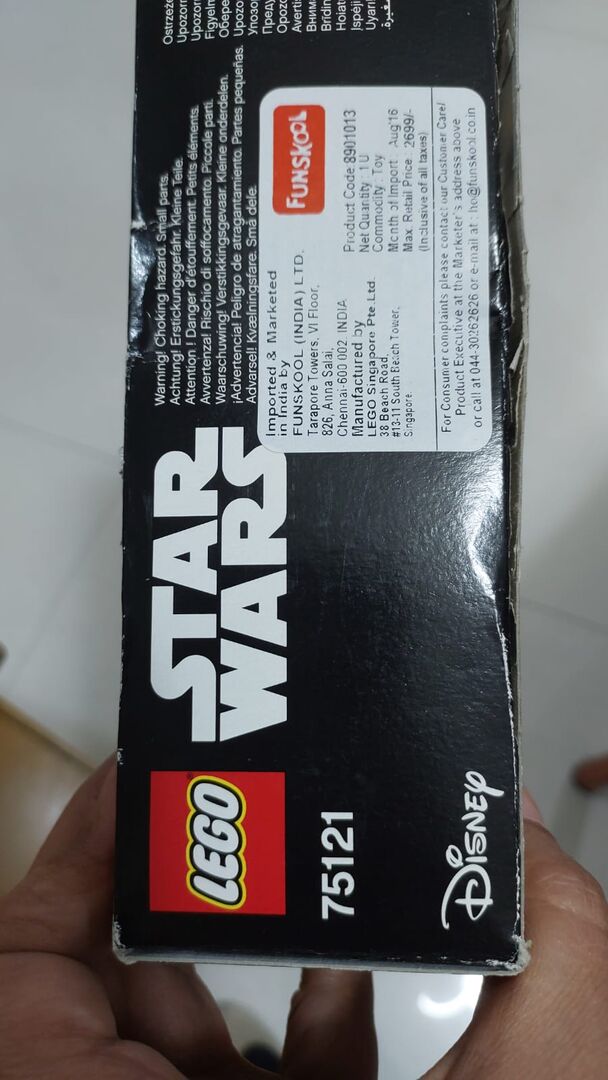 Warning! Choking hazard. Small parts.
Achtung! Erstickungsgefahr. Kleine Teile.
Attention ! Danger d'étouffement. Petits éléments.
Avvertenza! Rischio di soffocamento. Piccole parti.
Waarschuwing! Verstikkingsgevaar. Kleine onderdelen.
¡Advertencia! Peligro de atragantamiento. Partes pequeñas.
Advarsel! Kvælningsfare. Små dele.
STAR
WARS
LEGO
75121
Disney
FUNSKOOL
Imported & Marketed
in India by
FUNSKOOL (INDIA) LTD.
Tarapore Towers, VI Floor,
826, Anna Salai,
Chennai-600 002 INDIA
Manufactured by
LEGO Singapore Pte.Ltd.
38 Beach Road,
#13-11 South Beach Tower,
Singapore.
Product Code 8901013
Net Quantity : 1 U
Commodity : Toy
Month of Import : Aug'16
Max. Retail Price : 2699/-
(Inclusive of all taxes)
For Consumer complaints please contact our Customer Care/
Product Executive at the Marketer's address above
or call at 044-30262626 or e-mail at : ho@funskool.co.in